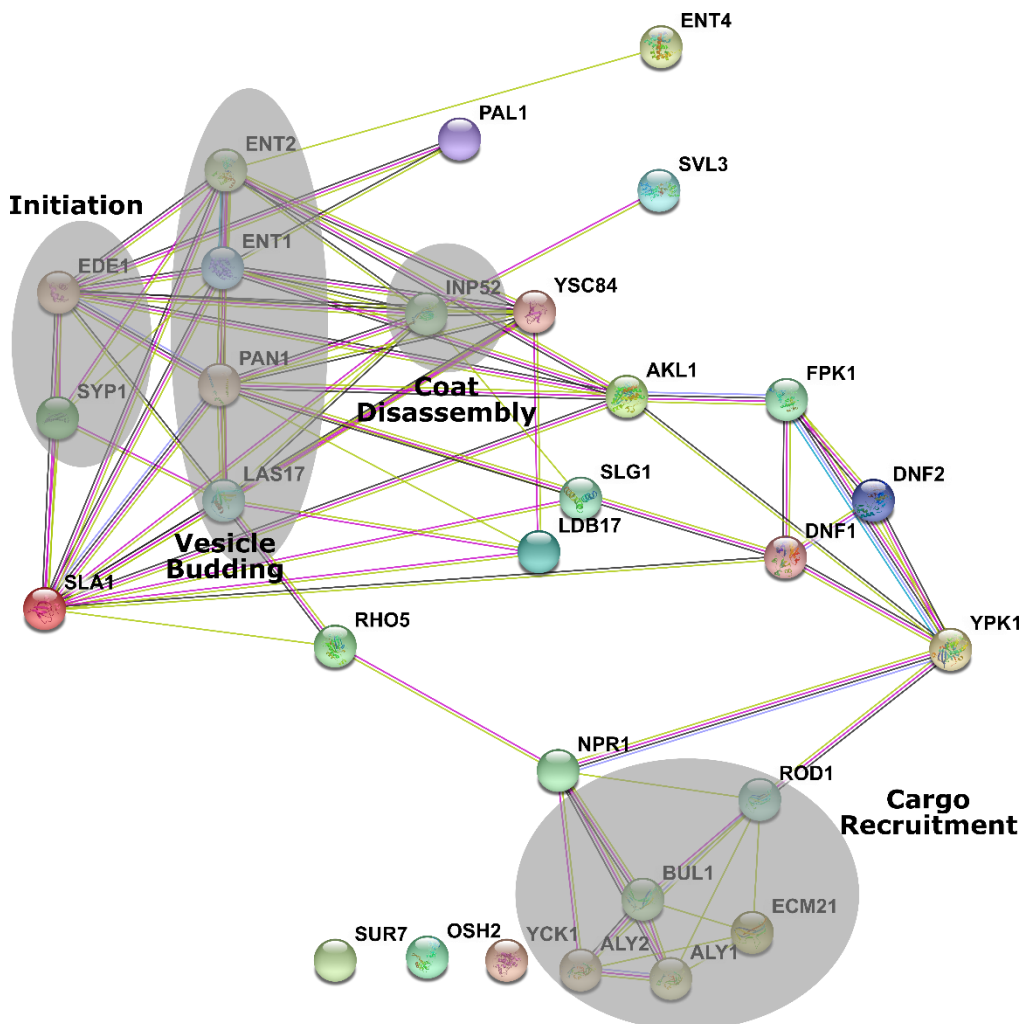 ENT4
PAL1
ENT2
SVL3
Initiation
ENT1
EDE1
INP52
YSC84
PAN1
AKL1
FPK1
SYP1
Coat
Disassembly
LAS17
SLG1
DNF2
LDB17
DNF1
Vesicle
Budding
SLA1
RHO5
YPK1
NPR1
ROD1
Cargo
Recruitment
BUL1
ECM21
SUR7
OSH2
YCK1
ALY2
ALY1